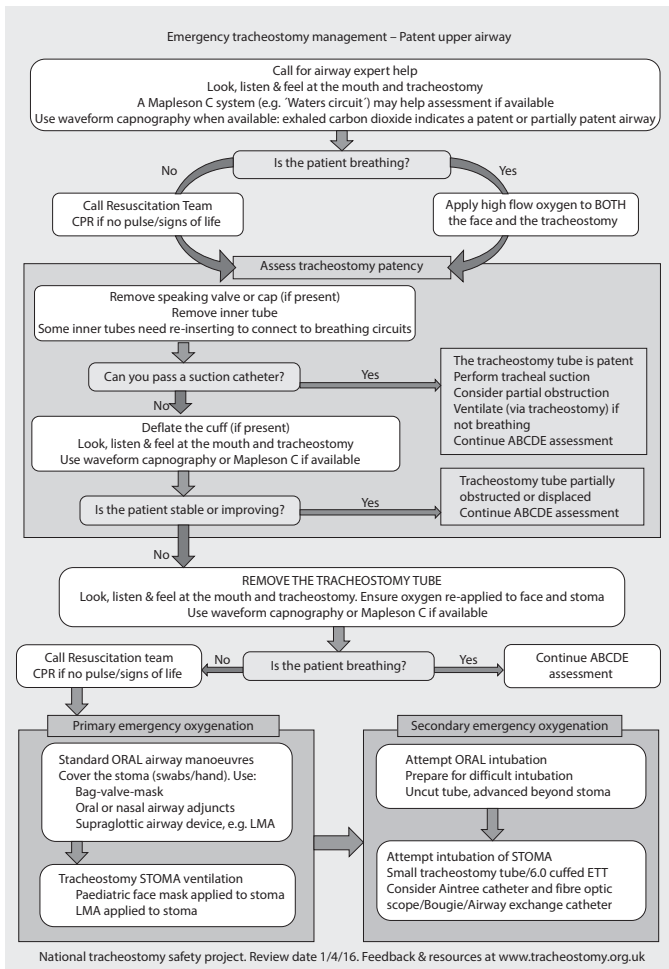 Emergency tracheostomy management – Patent upper airway
Call for airway expert help
Look, listen & feel at the mouth and tracheostomy
A Mapleson C system (e.g. ´Waters circuit´) may help assessment if available
Use waveform capnography when available: exhaled carbon dioxide indicates a patent or partially patent airway
Is the patient breathing?
No
Yes
Call Resuscitation Team
CPR if no pulse/signs of life
Apply high flow oxygen to BOTH
the face and the tracheostomy
Assess tracheostomy patency
Remove speaking valve or cap (if present)
Remove inner tube
Some inner tubes need re-inserting to connect to breathing circuits
Can you pass a suction catheter?
Yes
The tracheostomy tube is patent
Perform tracheal suction
Consider partial obstruction
Ventilate (via tracheostomy) if
not breathing
Continue ABCDE assessment
No
Deflate the cuff (if present)
Look, listen & feel at the mouth and tracheostomy
Use waveform capnography or Mapleson C if available
Is the patient stable or improving?
Yes
Tracheostomy tube partially
obstructed or displaced
Continue ABCDE assessment
No
REMOVE THE TRACHEOSTOMY TUBE
Look, listen & feel at the mouth and tracheostomy. Ensure oxygen re-applied to face and stoma
Use waveform capnography or Mapleson C if available
Call Resuscitation team
CPR if no pulse/signs of life
No
Is the patient breathing?
Yes
Continue ABCDE
assessment
Primary emergency oxygenation
Standard ORAL airway manoeuvres
Cover the stoma (swabs/hand). Use:
Bag-valve-mask
Oral or nasal airway adjuncts
Supraglottic airway device, e.g. LMA
Tracheostomy STOMA ventilation
Paediatric face mask applied to stoma
LMA applied to stoma
Secondary emergency oxygenation
Attempt ORAL intubation
Prepare for difficult intubation
Uncut tube, advanced beyond stoma
Attempt intubation of STOMA
Small tracheostomy tube/6.0 cuffed ETT
Consider Aintree catheter and fibre optic
scope/Bougie/Airway exchange catheter
National tracheostomy safety project. Review date 1/4/16. Feedback & resources at www.tracheostomy.org.uk